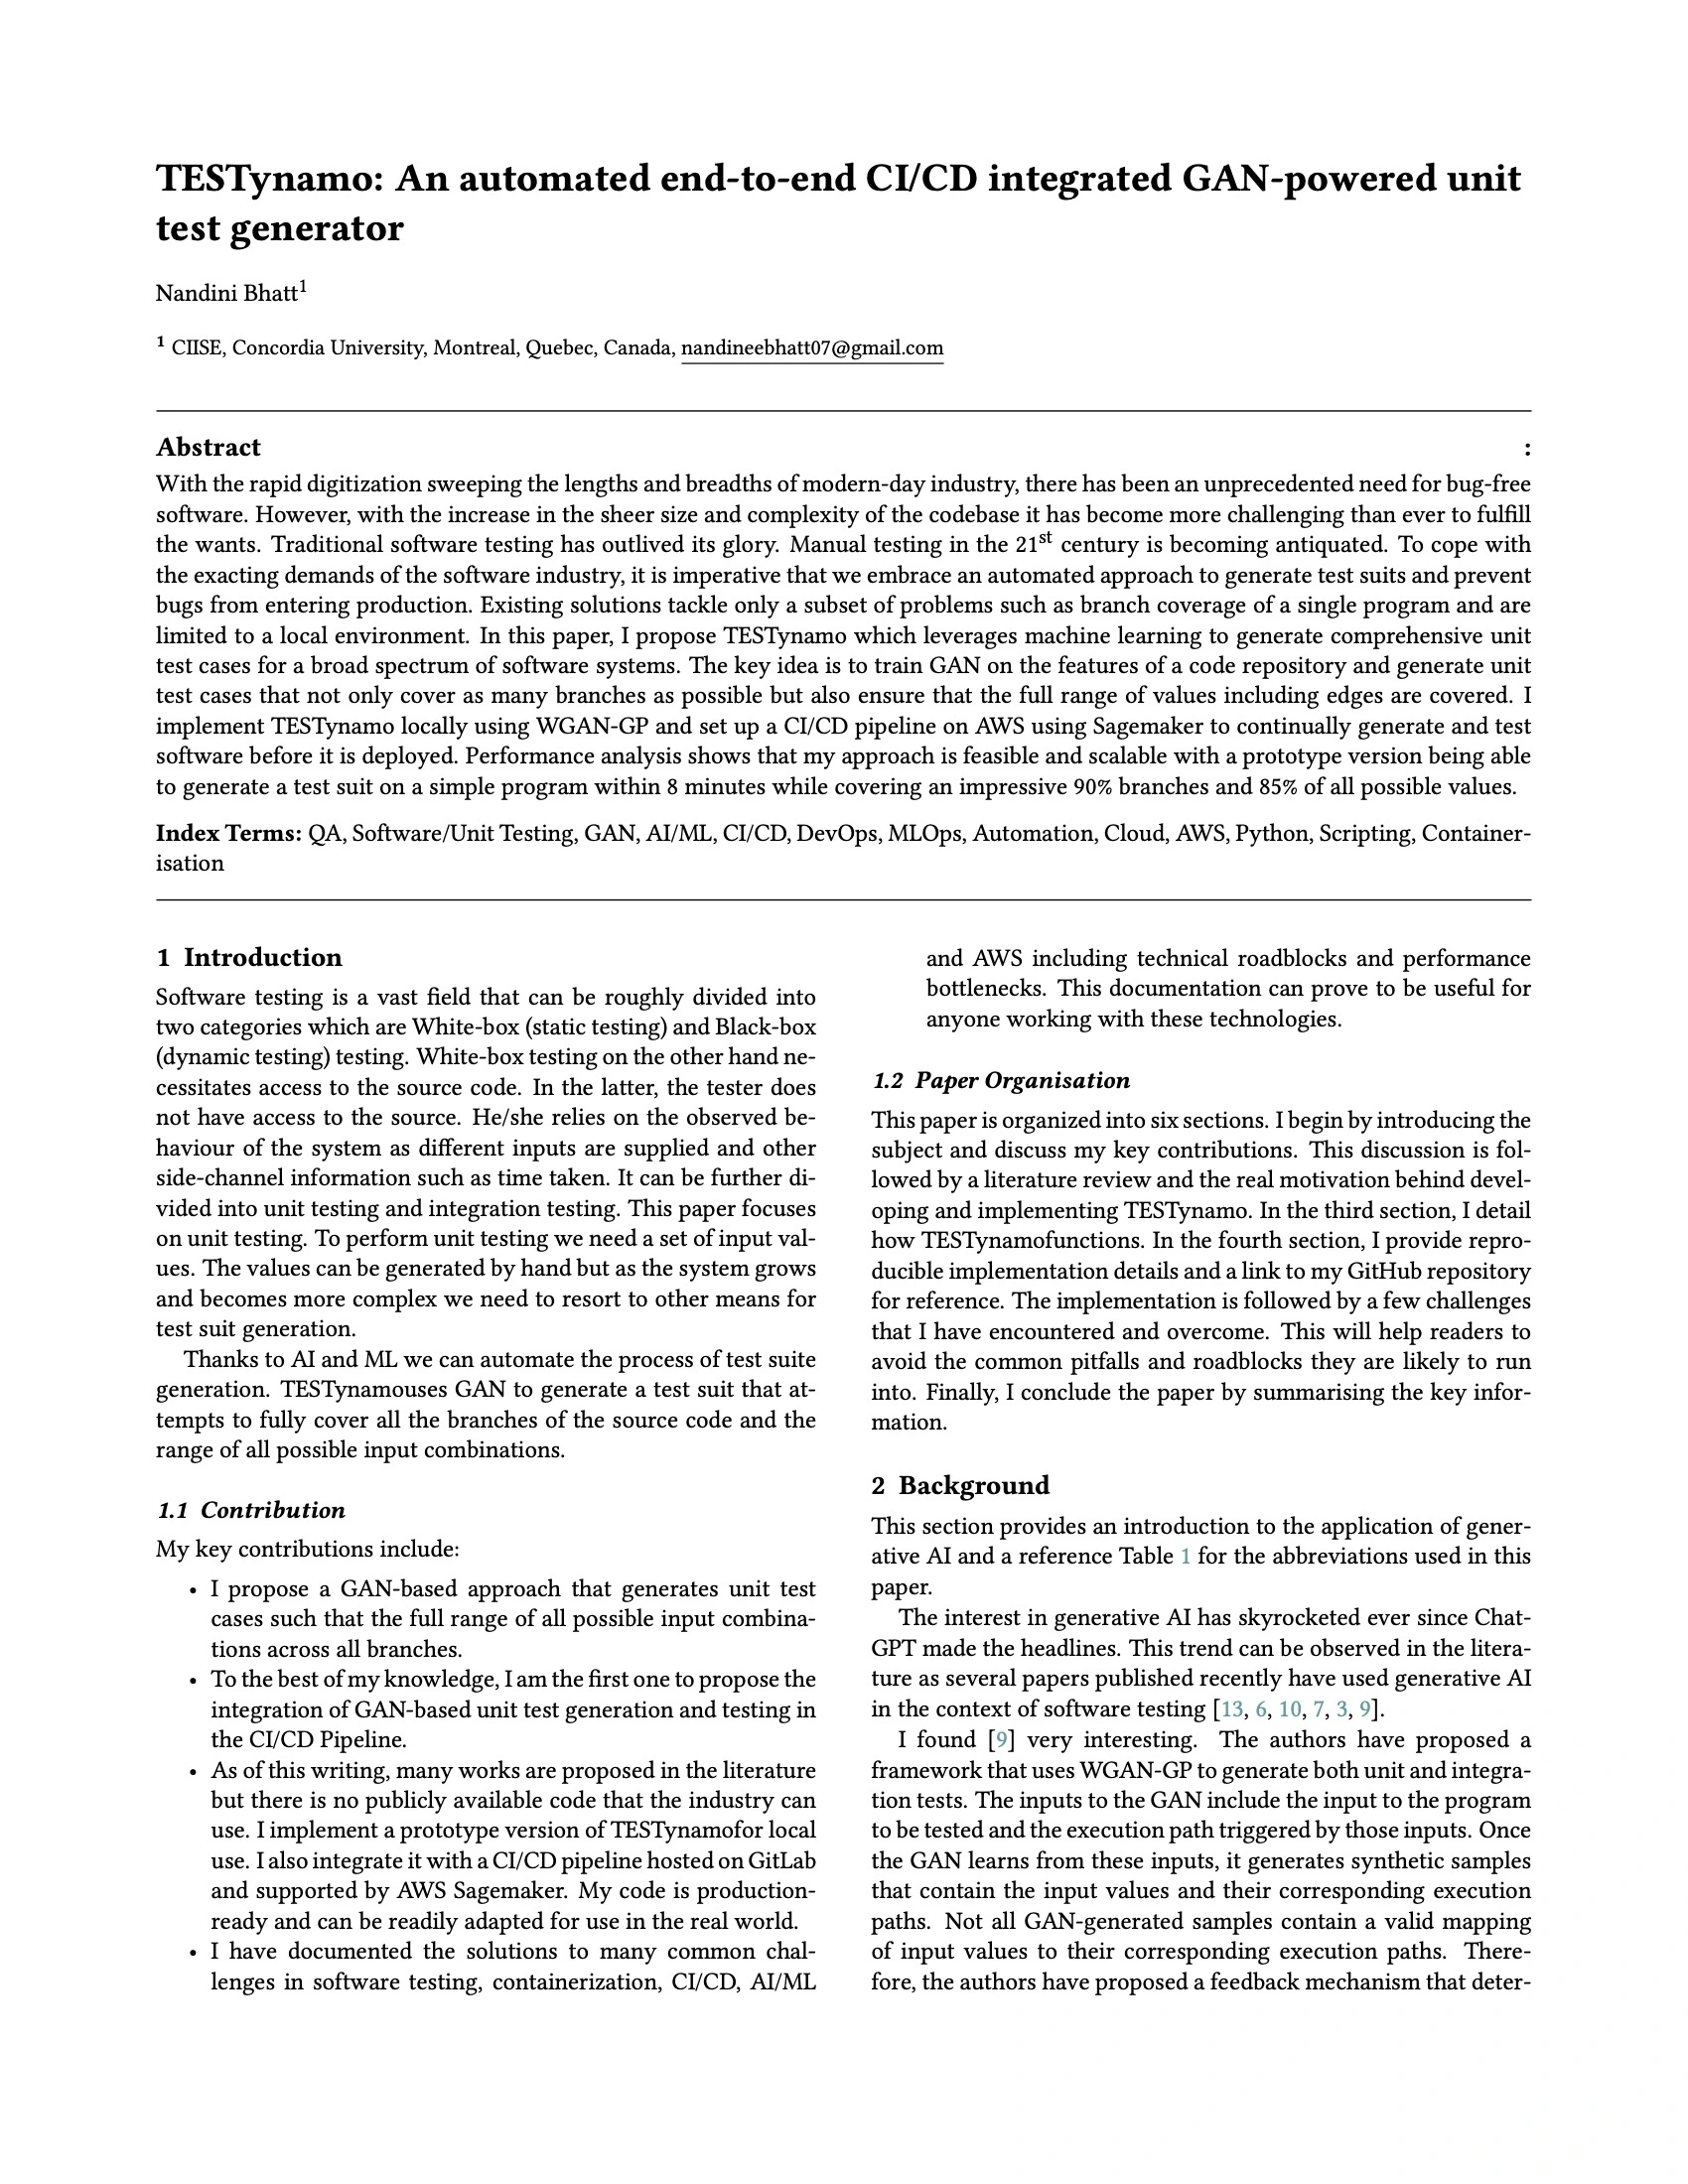 TESTynamo: An automated end-to-end CI/CD integrated GAN-powered unit
test generator
Nandini Bhatt1
1 CIISE, Concordia University, Montreal, Quebec, Canada, nandineebhatt07@gmail.com
Abstract :
With the rapid digitization sweeping the lengths and breadths of modern-day industry, there has been an unprecedented need for bug-free
software. However, with the increase in the sheer size and complexity of the codebase it has become more challenging than ever to fulfill
the wants. Traditional software testing has outlived its glory. Manual testing in the 21st century is becoming antiquated. To cope with
the exacting demands of the software industry, it is imperative that we embrace an automated approach to generate test suits and prevent
bugs from entering production. Existing solutions tackle only a subset of problems such as branch coverage of a single program and are
limited to a local environment. In this paper, I propose TESTynamo which leverages machine learning to generate comprehensive unit
test cases for a broad spectrum of software systems. The key idea is to train GAN on the features of a code repository and generate unit
test cases that not only cover as many branches as possible but also ensure that the full range of values including edges are covered. I
implement TESTynamo locally using WGAN-GP and set up a CI/CD pipeline on AWS using Sagemaker to continually generate and test
software before it is deployed. Performance analysis shows that my approach is feasible and scalable with a prototype version being able
to generate a test suit on a simple program within 8 minutes while covering an impressive 90% branches and 85% of all possible values.
Index Terms: QA, Software/Unit Testing, GAN, AI/ML, CI/CD, DevOps, MLOps, Automation, Cloud, AWS, Python, Scripting, Container-
isation
1 Introduction
Software testing is a vast field that can be roughly divided into
two categories which are White-box (static testing) and Black-box
(dynamic testing) testing. White-box testing on the other hand ne-
cessitates access to the source code. In the latter, the tester does
not have access to the source. He/she relies on the observed be-
haviour of the system as different inputs are supplied and other
side-channel information such as time taken. It can be further di-
vided into unit testing and integration testing. This paper focuses
on unit testing. To perform unit testing we need a set of input val-
ues. The values can be generated by hand but as the system grows
and becomes more complex we need to resort to other means for
test suit generation.
Thanks to AI and ML we can automate the process of test suite
generation. TESTynamouses GAN to generate a test suit that at-
tempts to fully cover all the branches of the source code and the
range of all possible input combinations.
1.1 Contribution
My key contributions include:
• I propose a GAN-based approach that generates unit test
cases such that the full range of all possible input combina-
tions across all branches.
• To the best of my knowledge, I am the first one to propose the
integration of GAN-based unit test generation and testing in
the CI/CD Pipeline.
• As of this writing, many works are proposed in the literature
but there is no publicly available code that the industry can
use. I implement a prototype version of TESTynamofor local
use. I also integrate it with a CI/CD pipeline hosted on GitLab
and supported by AWS Sagemaker. My code is production-
ready and can be readily adapted for use in the real world.
• I have documented the solutions to many common chal-
lenges in software testing, containerization, CI/CD, AI/ML
and AWS including technical roadblocks and performance
bottlenecks. This documentation can prove to be useful for
anyone working with these technologies.
1.2 Paper Organisation
This paper is organized into six sections. I begin by introducing the
subject and discuss my key contributions. This discussion is fol-
lowed by a literature review and the real motivation behind devel-
oping and implementing TESTynamo. In the third section, I detail
how TESTynamofunctions. In the fourth section, I provide repro-
ducible implementation details and a link to my GitHub repository
for reference. The implementation is followed by a few challenges
that I have encountered and overcome. This will help readers to
avoid the common pitfalls and roadblocks they are likely to run
into. Finally, I conclude the paper by summarising the key infor-
mation.
2 Background
This section provides an introduction to the application of gener-
ative AI and a reference Table 1 for the abbreviations used in this
paper.
The interest in generative AI has skyrocketed ever since Chat-
GPT made the headlines. This trend can be observed in the litera-
ture as several papers published recently have used generative AI
in the context of software testing [13, 6, 10, 7, 3, 9].
I found [9] very interesting. The authors have proposed a
framework that uses WGAN-GP to generate both unit and integra-
tion tests. The inputs to the GAN include the input to the program
to be tested and the execution path triggered by those inputs. Once
the GAN learns from these inputs, it generates synthetic samples
that contain the input values and their corresponding execution
paths. Not all GAN-generated samples contain a valid mapping
of input values to their corresponding execution paths. There-
fore, the authors have proposed a feedback mechanism that deter-